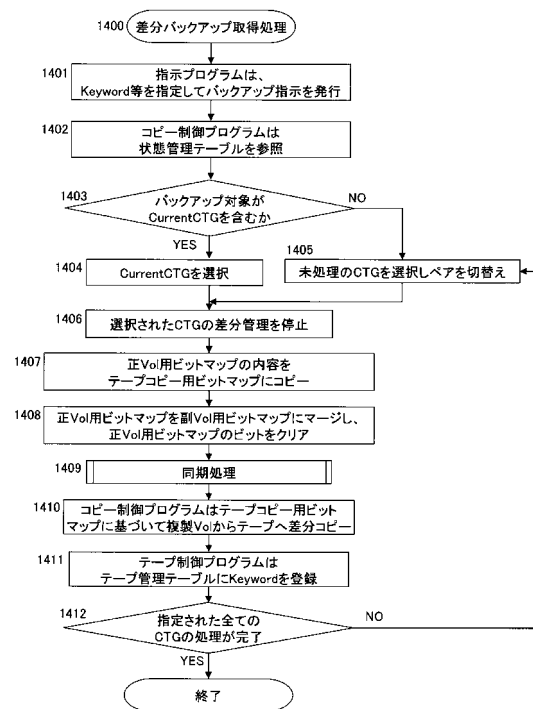 1400
差分バックアップ取得処理
1401
指示プログラムは、
Keyword等を指定してバックアップ指示を発行
1402
コピー制御プログラムは
状態管理テーブルを参照
1403
バックアップ対象が
CurrentCTGを含むか
NO
YES
1404
CurrentCTGを選択
1405
未処理のCTGを選択しペアを切替え
1406
選択されたCTGの差分管理を停止
1407
正Vol用ビットマップの内容を
テープコピー用ビットマップにコピー
1408
正Vol用ビットマップを副Vol用ビットマップにマージし、
正Vol用ビットマップのビットをクリア
1409
同期処理
1410
コピー制御プログラムはテープコピー用ビット
マップに基づいて複製Volからテープへ差分コピー
1411
テープ制御プログラムは
テープ管理テーブルにKeywordを登録
1412
指定された全ての
CTGの処理が完了
NO
YES
終了